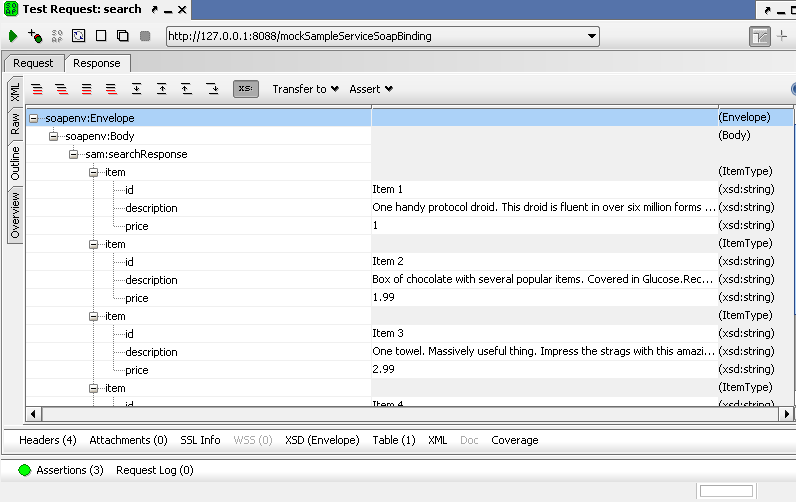 Test Request: search
http://127.0.0.1:8088/mockSampleServiceSoapBinding
Request Response
XS: Transfer to Assert
XML
Raw
Outline
Overview
soapenv:Envelope (Envelope)
soapenv:Body (Body)
sam:searchResponse
item (ItemType)
id Item 1 (xsd:string)
description One handy protocol droid. This droid is fluent in over six million forms ... (xsd:string)
price 1 (xsd:string)
item (ItemType)
id Item 2 (xsd:string)
description Box of chocolate with several popular items. Covered in Glucose.Rec... (xsd:string)
price 1.99 (xsd:string)
item (ItemType)
id Item 3 (xsd:string)
description One towel. Massively useful thing. Impress the strags with this amazi... (xsd:string)
price 2.99 (xsd:string)
item (ItemType)
id Item 4 (xsd:string)
Headers (4) Attachments (0) SSL Info WSS (0) XSD (Envelope) Table (1) XML Doc Coverage
Assertions (3) Request Log (0)